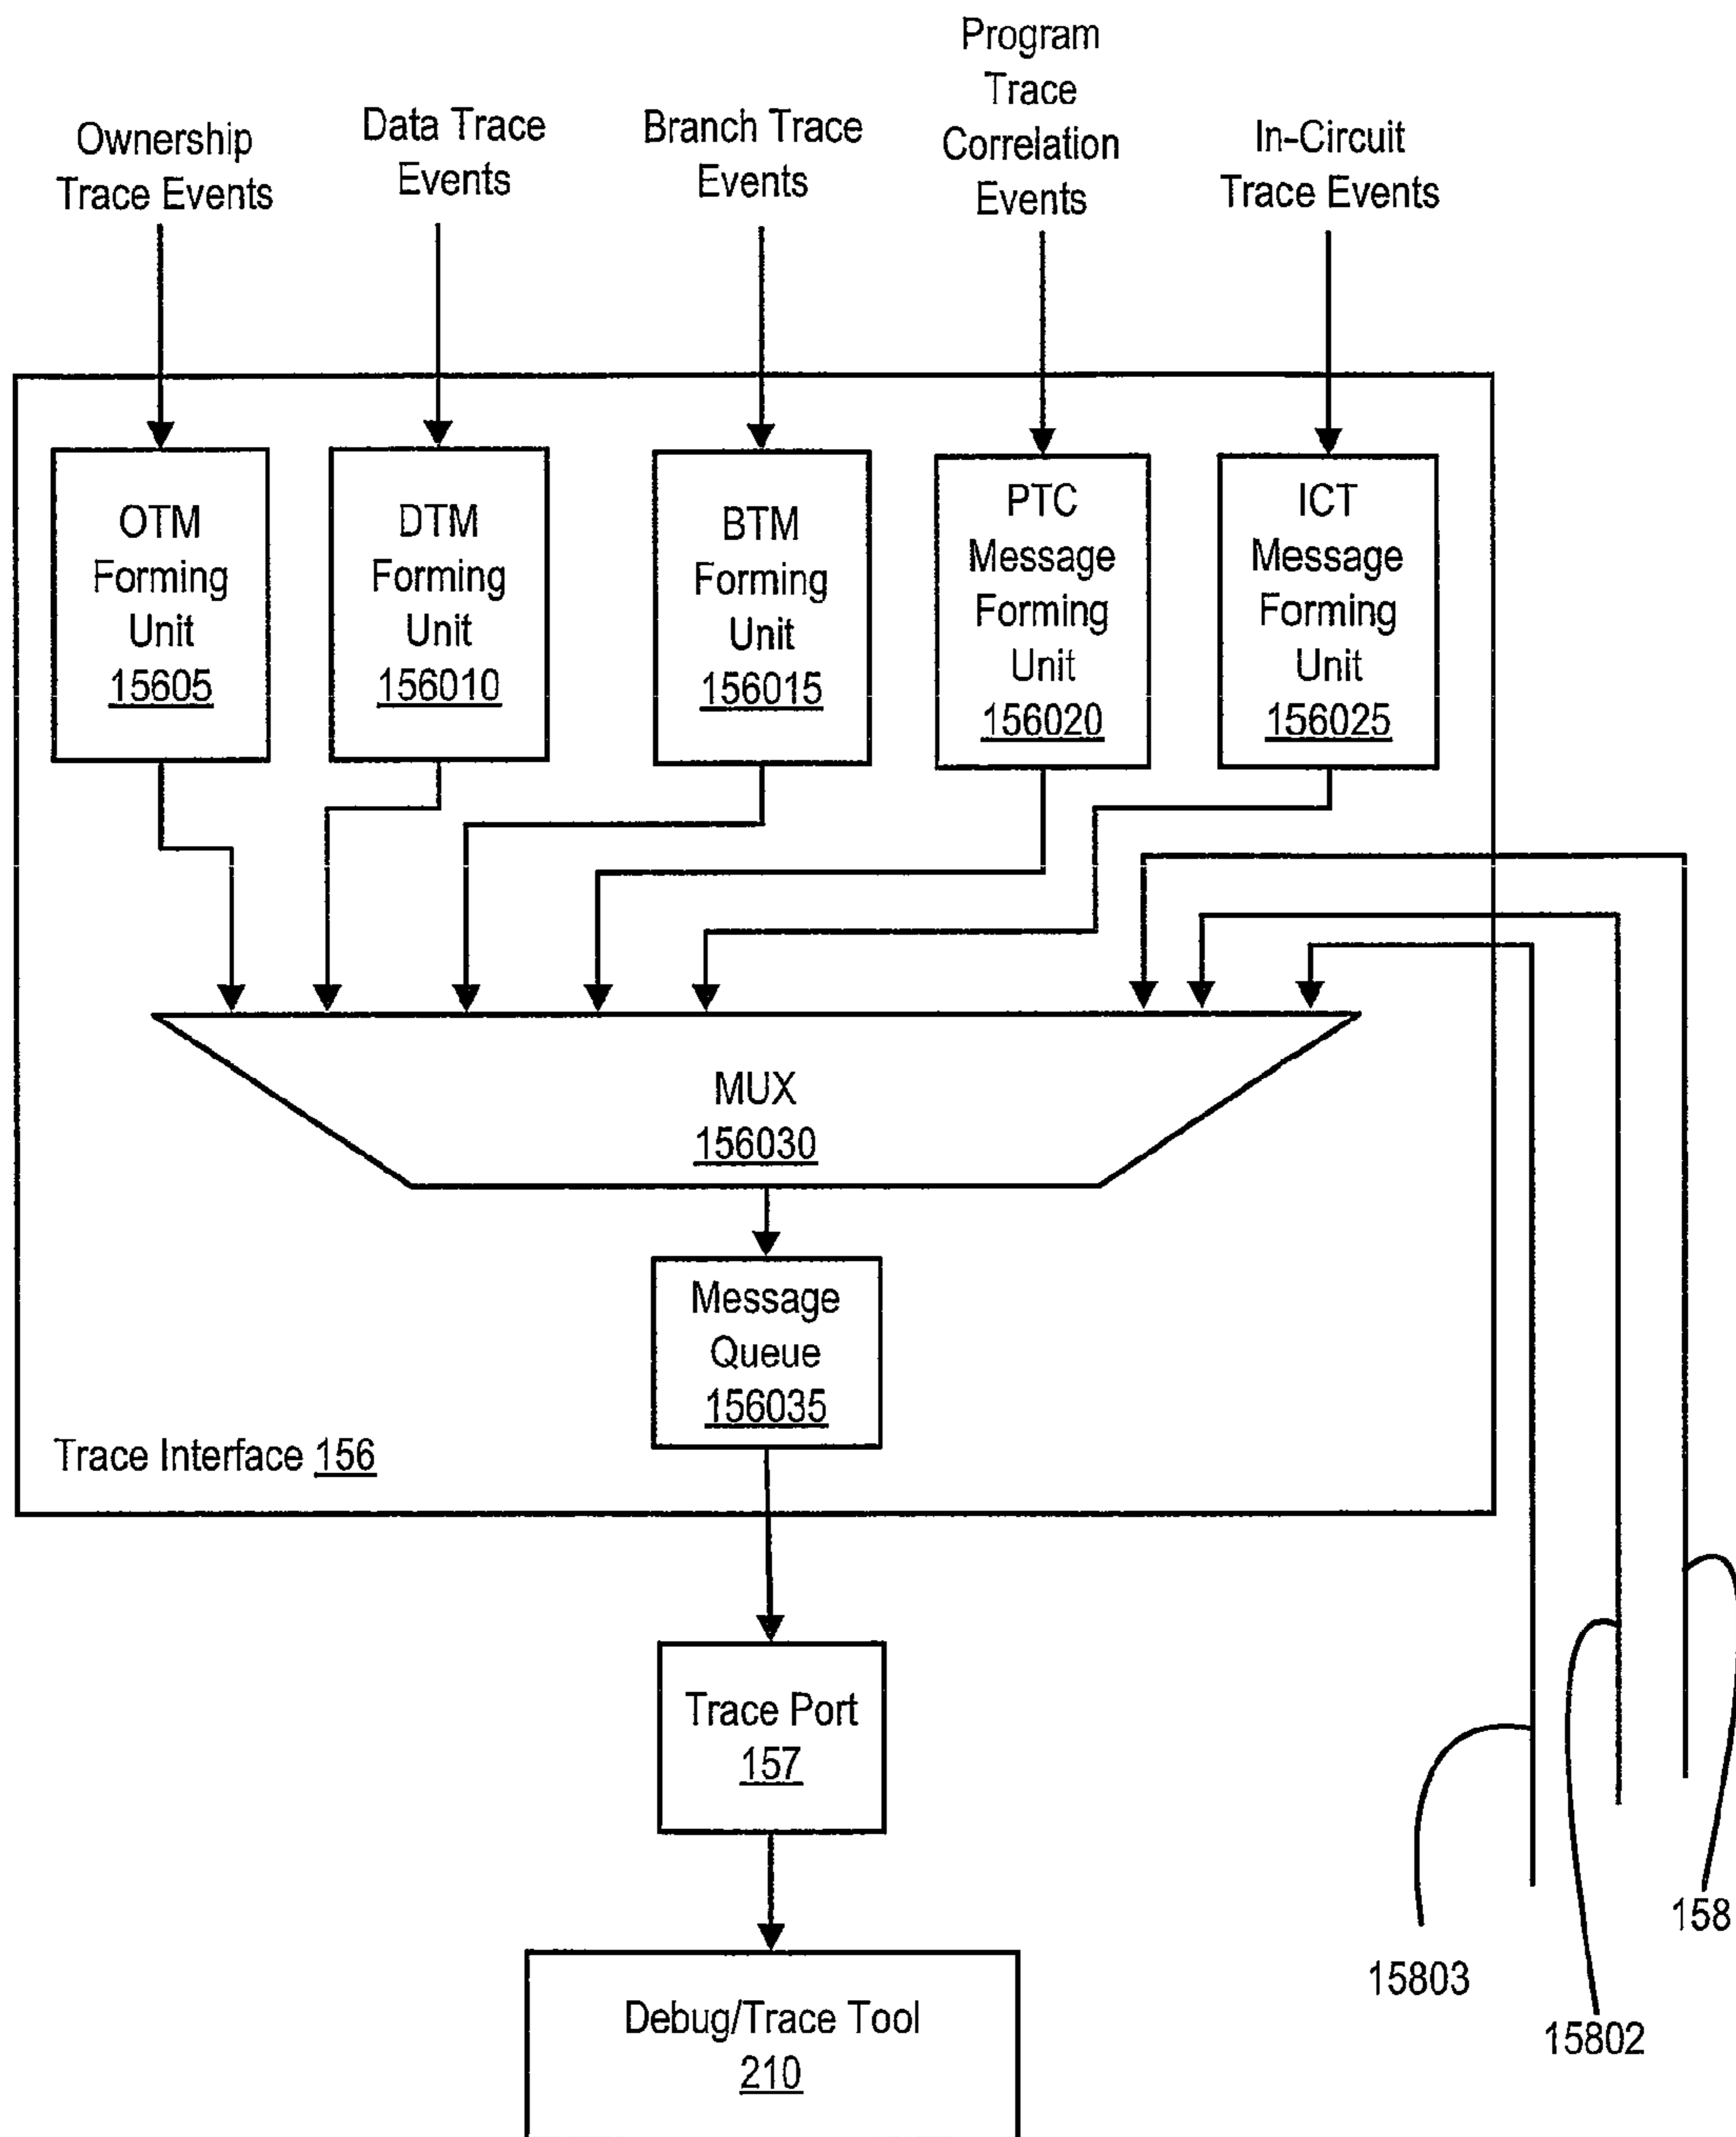 Ownership
Trace Events
Data Trace
Events
Branch Trace
Events
Program
Trace
Correlation
Events
In-Circuit
Trace Events
OTM
Forming
Unit
15605
DTM
Forming
Unit
156010
BTM
Forming
Unit
156015
PTC
Message
Forming
Unit
156020
ICT
Message
Forming
Unit
156025
MUX
156030
Message
Queue
156035
Trace Interface 156
Trace Port
157
Debug/Trace Tool
210
15803
15802
158